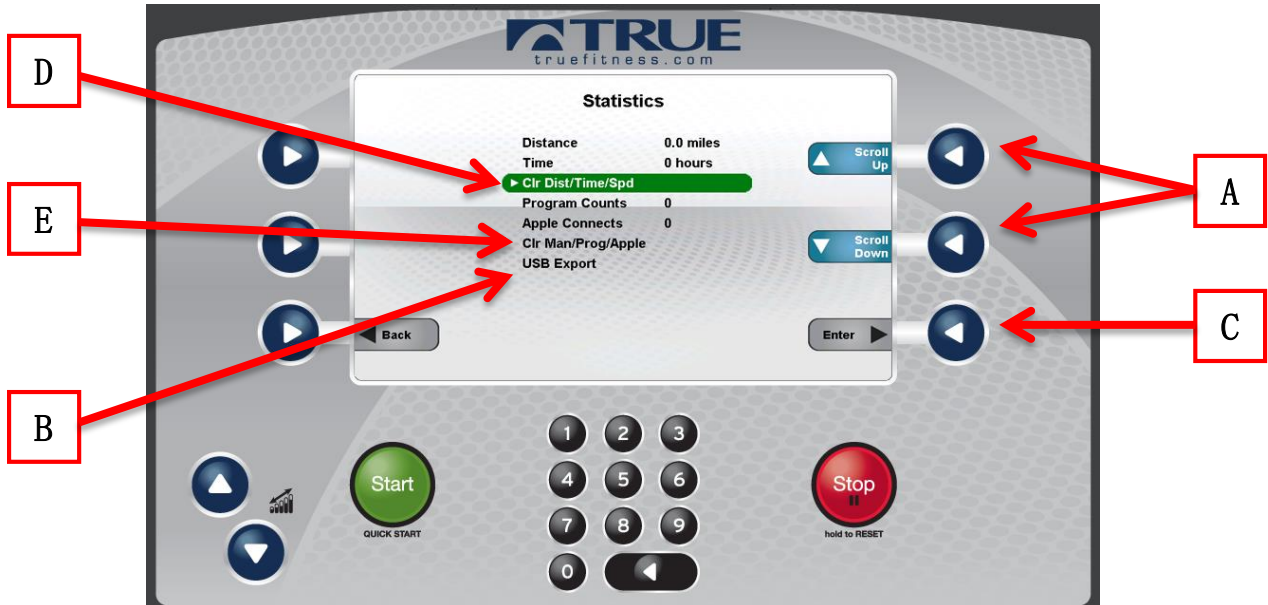 TRUE
truefitness.com
D
Statistics
Distance 0.0 miles
Time 0 hours
Clr Dist/Time/Spd
Program Counts 0
Apple Connects 0
Clr Man/Prog/Apple
USB Export
Scroll
Up
Scroll
Down
A
E
Back
Enter
C
B
1 2 3
4 5 6
7 8 9
0
Start
QUICK START
Stop
hold to RESET